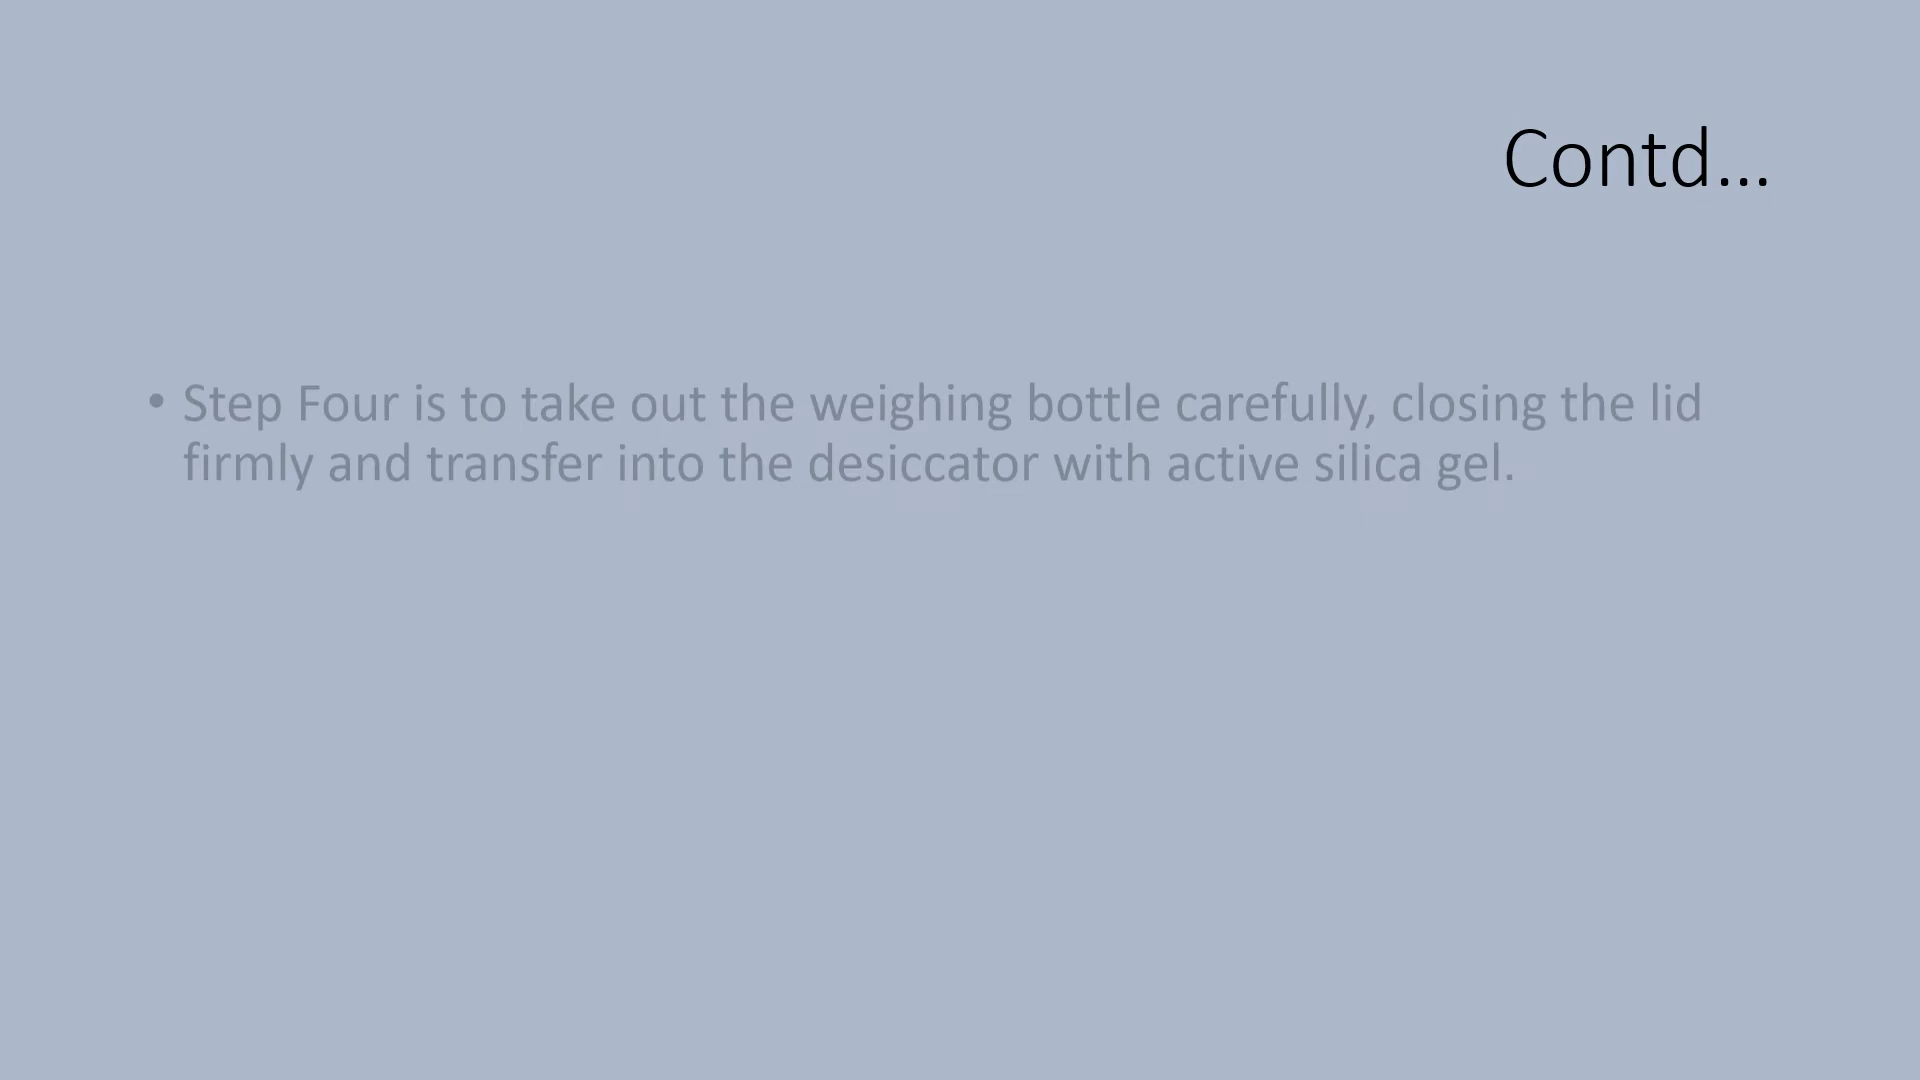 Contd...
• Step Four is to take out the weighing bottle carefully, closing the lid
firmly and transfer into the desiccator with active silica gel.